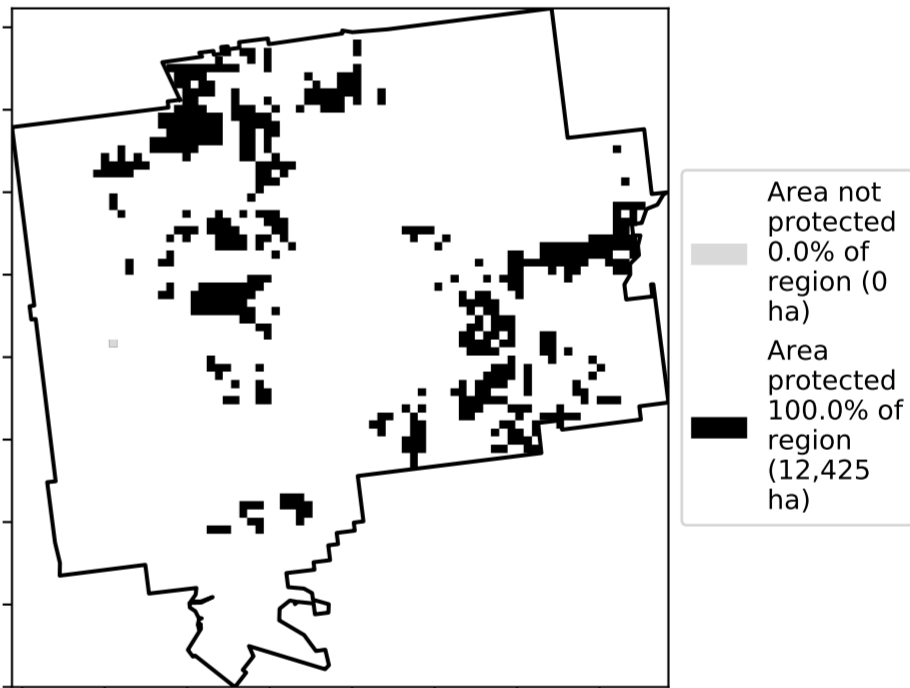 Area not
protected
0.0% of
region (0
ha)
Area
protected
100.0% of
region
(12,425
ha)